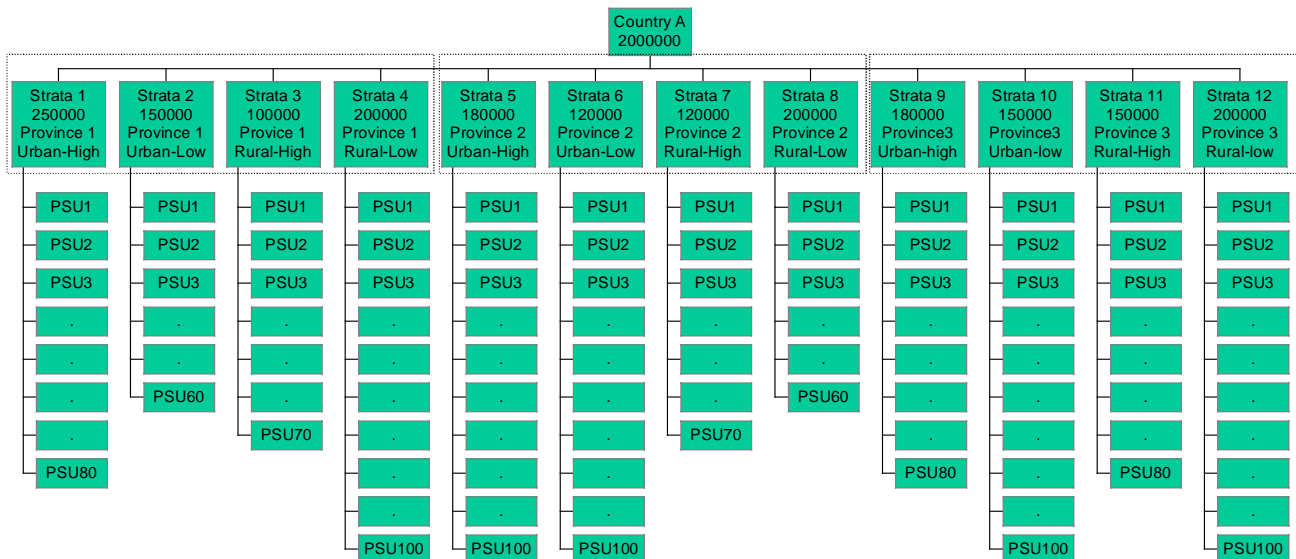 Country A
2000000
Strata 1
250000
Province 1
Urban-High
Strata 2
150000
Province 1
Urban-Low
Strata 3
100000
Provice 1
Rural-High
Strata 4
200000
Province 1
Rural-Low
Strata 5
180000
Province 2
Urban-High
Strata 6
120000
Province 2
Urban-Low
Strata 7
120000
Province 2
Rural-High
Strata 8
200000
Province 2
Rural-Low
Strata 9
180000
Province3
Urban-high
Strata 10
150000
Province3
Urban-low
Strata 11
150000
Province 3
Rural-High
Strata 12
200000
Province 3
Rural-low
PSU1
PSU2
PSU3
.
.
.
.
PSU80
PSU1
PSU2
PSU3
.
.
PSU60
PSU1
PSU2
PSU3
.
.
.
PSU70
PSU1
PSU2
PSU3
.
.
.
.
.
.
PSU100
PSU1
PSU2
PSU3
.
.
.
.
.
.
PSU100
PSU1
PSU2
PSU3
.
.
.
.
.
.
PSU100
PSU1
PSU2
PSU3
.
.
.
PSU70
PSU1
PSU2
PSU3
.
.
PSU60
PSU1
PSU2
PSU3
.
.
.
.
PSU80
PSU1
PSU2
PSU3
.
.
.
.
.
.
PSU100
PSU1
PSU2
PSU3
.
.
.
.
PSU80
PSU1
PSU2
PSU3
.
.
.
.
.
.
PSU100